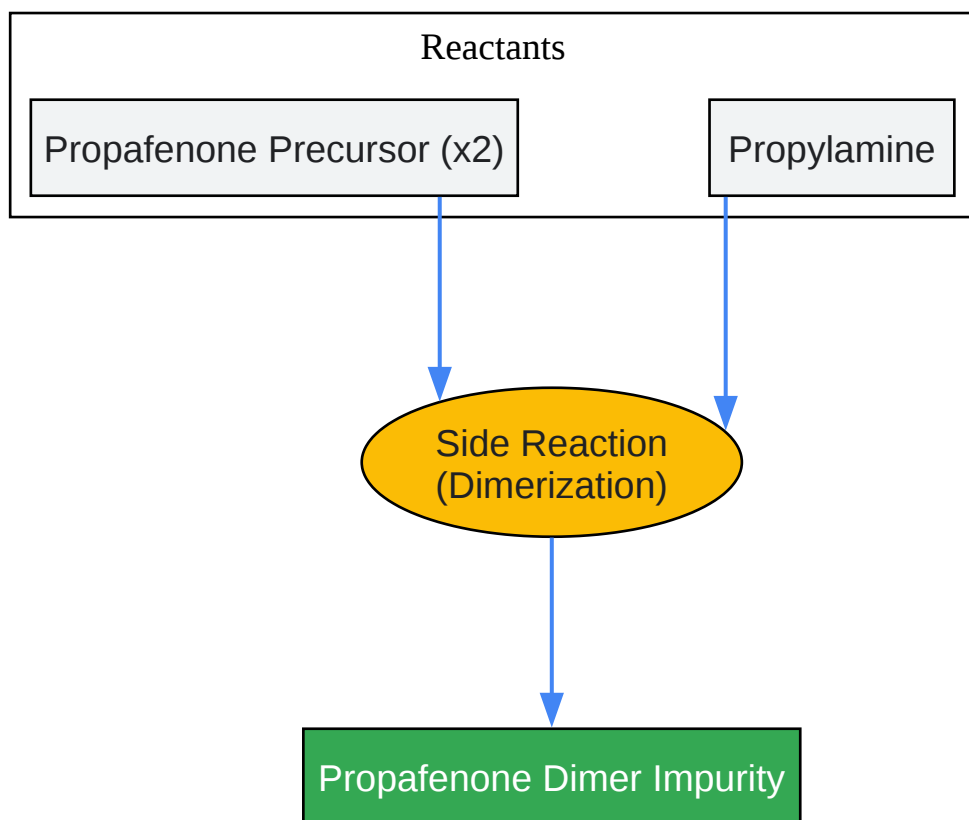 Reactants
Propafenone Precursor (x2)
Propylamine
Side Reaction
(Dimerization)
Propafenone Dimer Impurity